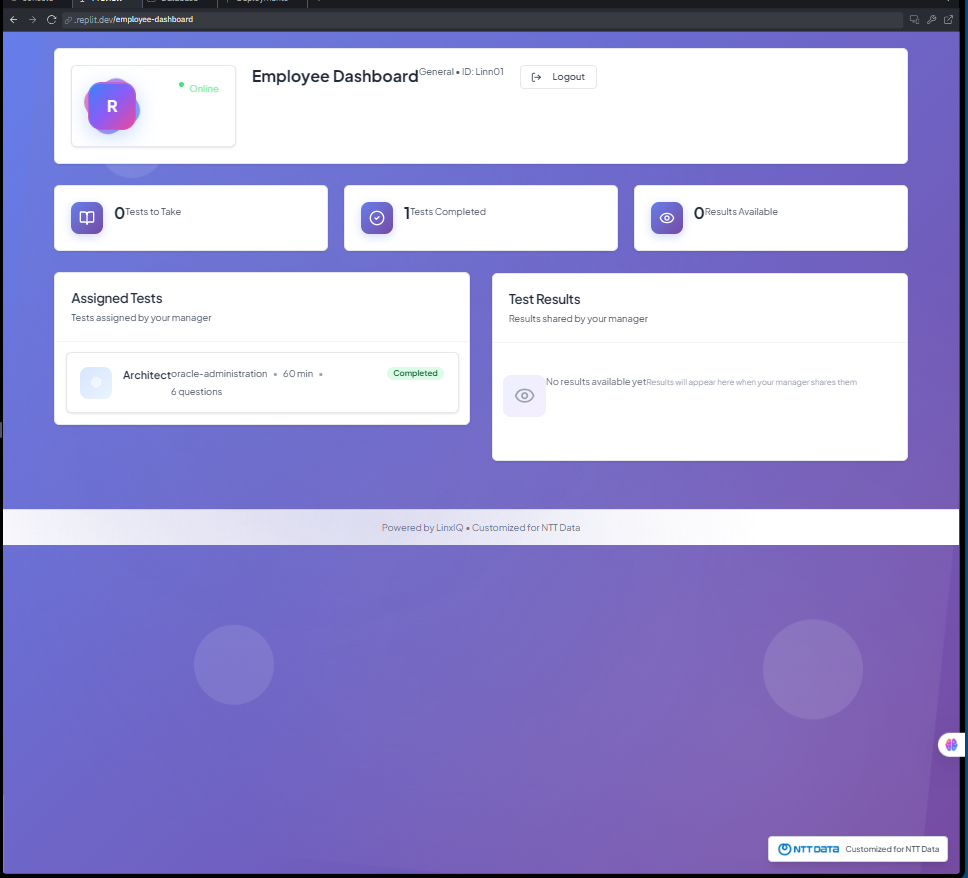 .replit.dev/employee-dashboard
R
Online
Employee Dashboard General • ID: Linn01
Logout
0 Tests to Take
1 Tests Completed
0 Results Available
Assigned Tests
Tests assigned by your manager
Architect oracle-administration • 60 min •
6 questions
Completed
Test Results
Results shared by your manager
No results available yet Results will appear here when your manager shares them
Powered by LinxIQ • Customized for NTT Data
NTT DATA Customized for NTT Data